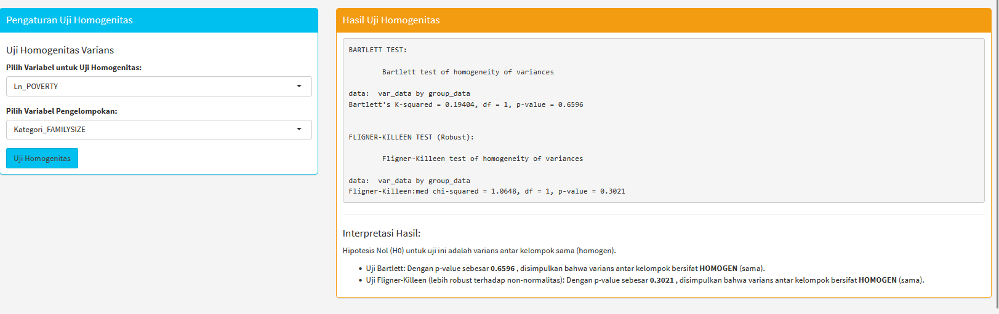 Pengaturan Uji Homogenitas
Uji Homogenitas Varians
Pilih Variabel untuk Uji Homogenitas:
Ln_POVERTY
Pilih Variabel Pengelompokan:
Kategori_FAMILYSIZE
Uji Homogenitas
Hasil Uji Homogenitas
BARTLETT TEST:
Bartlett test of homogeneity of variances
data:  var_data by group_data
Bartlett's K-squared = 0.19404, df = 1, p-value = 0.6596
FLIGNER-KILLEEN TEST (Robust):
Fligner-Killeen test of homogeneity of variances
data:  var_data by group_data
Fligner-Killeen:med chi-squared = 1.0648, df = 1, p-value = 0.3021
Interpretasi Hasil:
Hipotesis Nol (H0) untuk uji ini adalah varians antar kelompok sama (homogen).
• Uji Bartlett: Dengan p-value sebesar 0.6596 , disimpulkan bahwa varians antar kelompok bersifat HOMOGEN (sama).
• Uji Fligner-Killeen (lebih robust terhadap non-normalitas): Dengan p-value sebesar 0.3021 , disimpulkan bahwa varians antar kelompok bersifat HOMOGEN (sama).